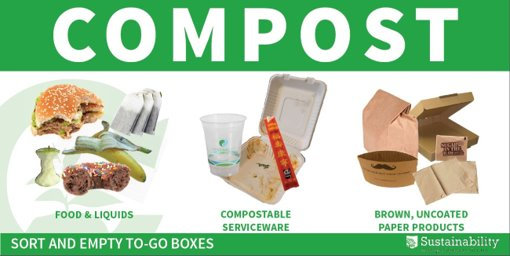 COMPOST
FOOD & LIQUIDS
COMPOSTABLE
SERVICEWARE
BROWN, UNCOATED
PAPER PRODUCTS
SORT AND EMPTY TO-GO BOXES
Sustainability